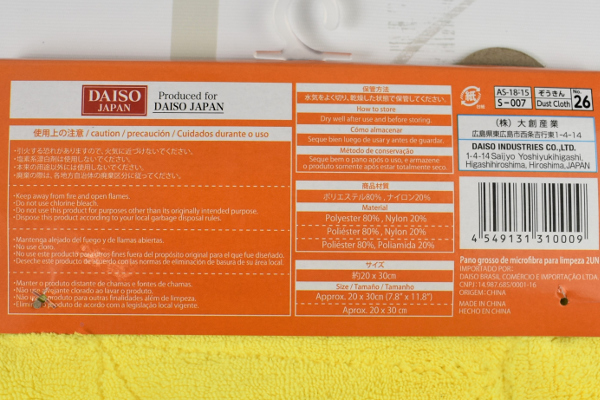 DAISO
JAPAN
Produced for
DAISO JAPAN
使用上の注意 / caution / precaución / Cuidados durante o uso
・引火する恐れがありますので、火気に近づけないでください。
・塩素系漂白剤は使用しないでください。
・本来の用途以外には使用しないでください。
・廃棄の際は、各地方自治体の廃棄区分に従ってください。
・Keep away from fire and open flames.
・Do not use chlorine bleach.
・Do not use this product for purposes other than its originally intended purpose.
・Dispose this product according to your local garbage disposal rules.
・Mantenga alejado del fuego y de llamas abiertas.
・No use cloro.
・No use este producto para fines fuera del propósito original para el que fue diseñado.
・Deseche este producto de acuerdo con las normas de eliminación de basura de su área local.
・Manter o produto distante de chamas e fontes de chamas.
・Não use alvejante clorado ao lavar o produto.
・Não use o produto para outras finalidades além de limpeza.
・Elimine o produto de acordo com a legislação local.
保管方法
水気をよく切り、乾燥した状態で保管してください。
How to store
Dry well after use and before storing.
Cómo almacenar
Seque bien luego de usar y antes de guardar.
Método de conservação
Seque bem o pano após o uso, e armazene
o produto somente após estar totalmente seco.
商品材質
ポリエステル80%、ナイロン20%
Material
Polyester 80% , Nylon 20%
Poliéster 80% , Nylon 20%
Poliéster 80% , Poliamida 20%
サイズ
約20 x 30cm
Size / Tamaño / Tamanho
Approx. 20 x 30cm (7.8" x 11.8")
Aprox. 20 x 30 cm
紙
AS-18-15
S-007
ぞうきん
Dust Cloth
No.
26
(株)大創産業
広島県東広島市西条吉行東1-4-14
DAISO INDUSTRIES CO.,LTD.
1-4-14 Saijyo Yoshiyukihigashi,
Higashihiroshima, Hiroshima, JAPAN
4 549131 310009
Pano grosso de microfibra para limpeza 2UN
IMPORTADO POR:
DAISO BRASIL COMÉRCIO E IMPORTAÇÃO LTDA
CNPJ: 14.987.685/0001-16
ORIGEM: CHINA
MADE IN CHINA
HECHO EN CHINA